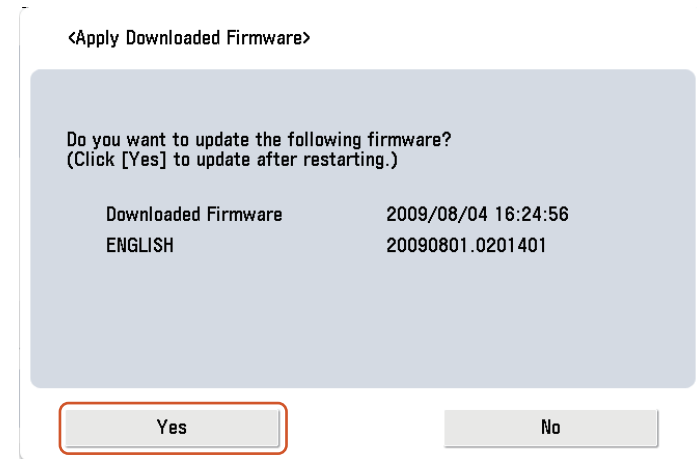 <Apply Downloaded Firmware>
Do you want to update the following firmware?
(Click [Yes] to update after restarting.)
Downloaded Firmware 2009/08/04 16:24:56
ENGLISH 20090801.0201401
Yes No